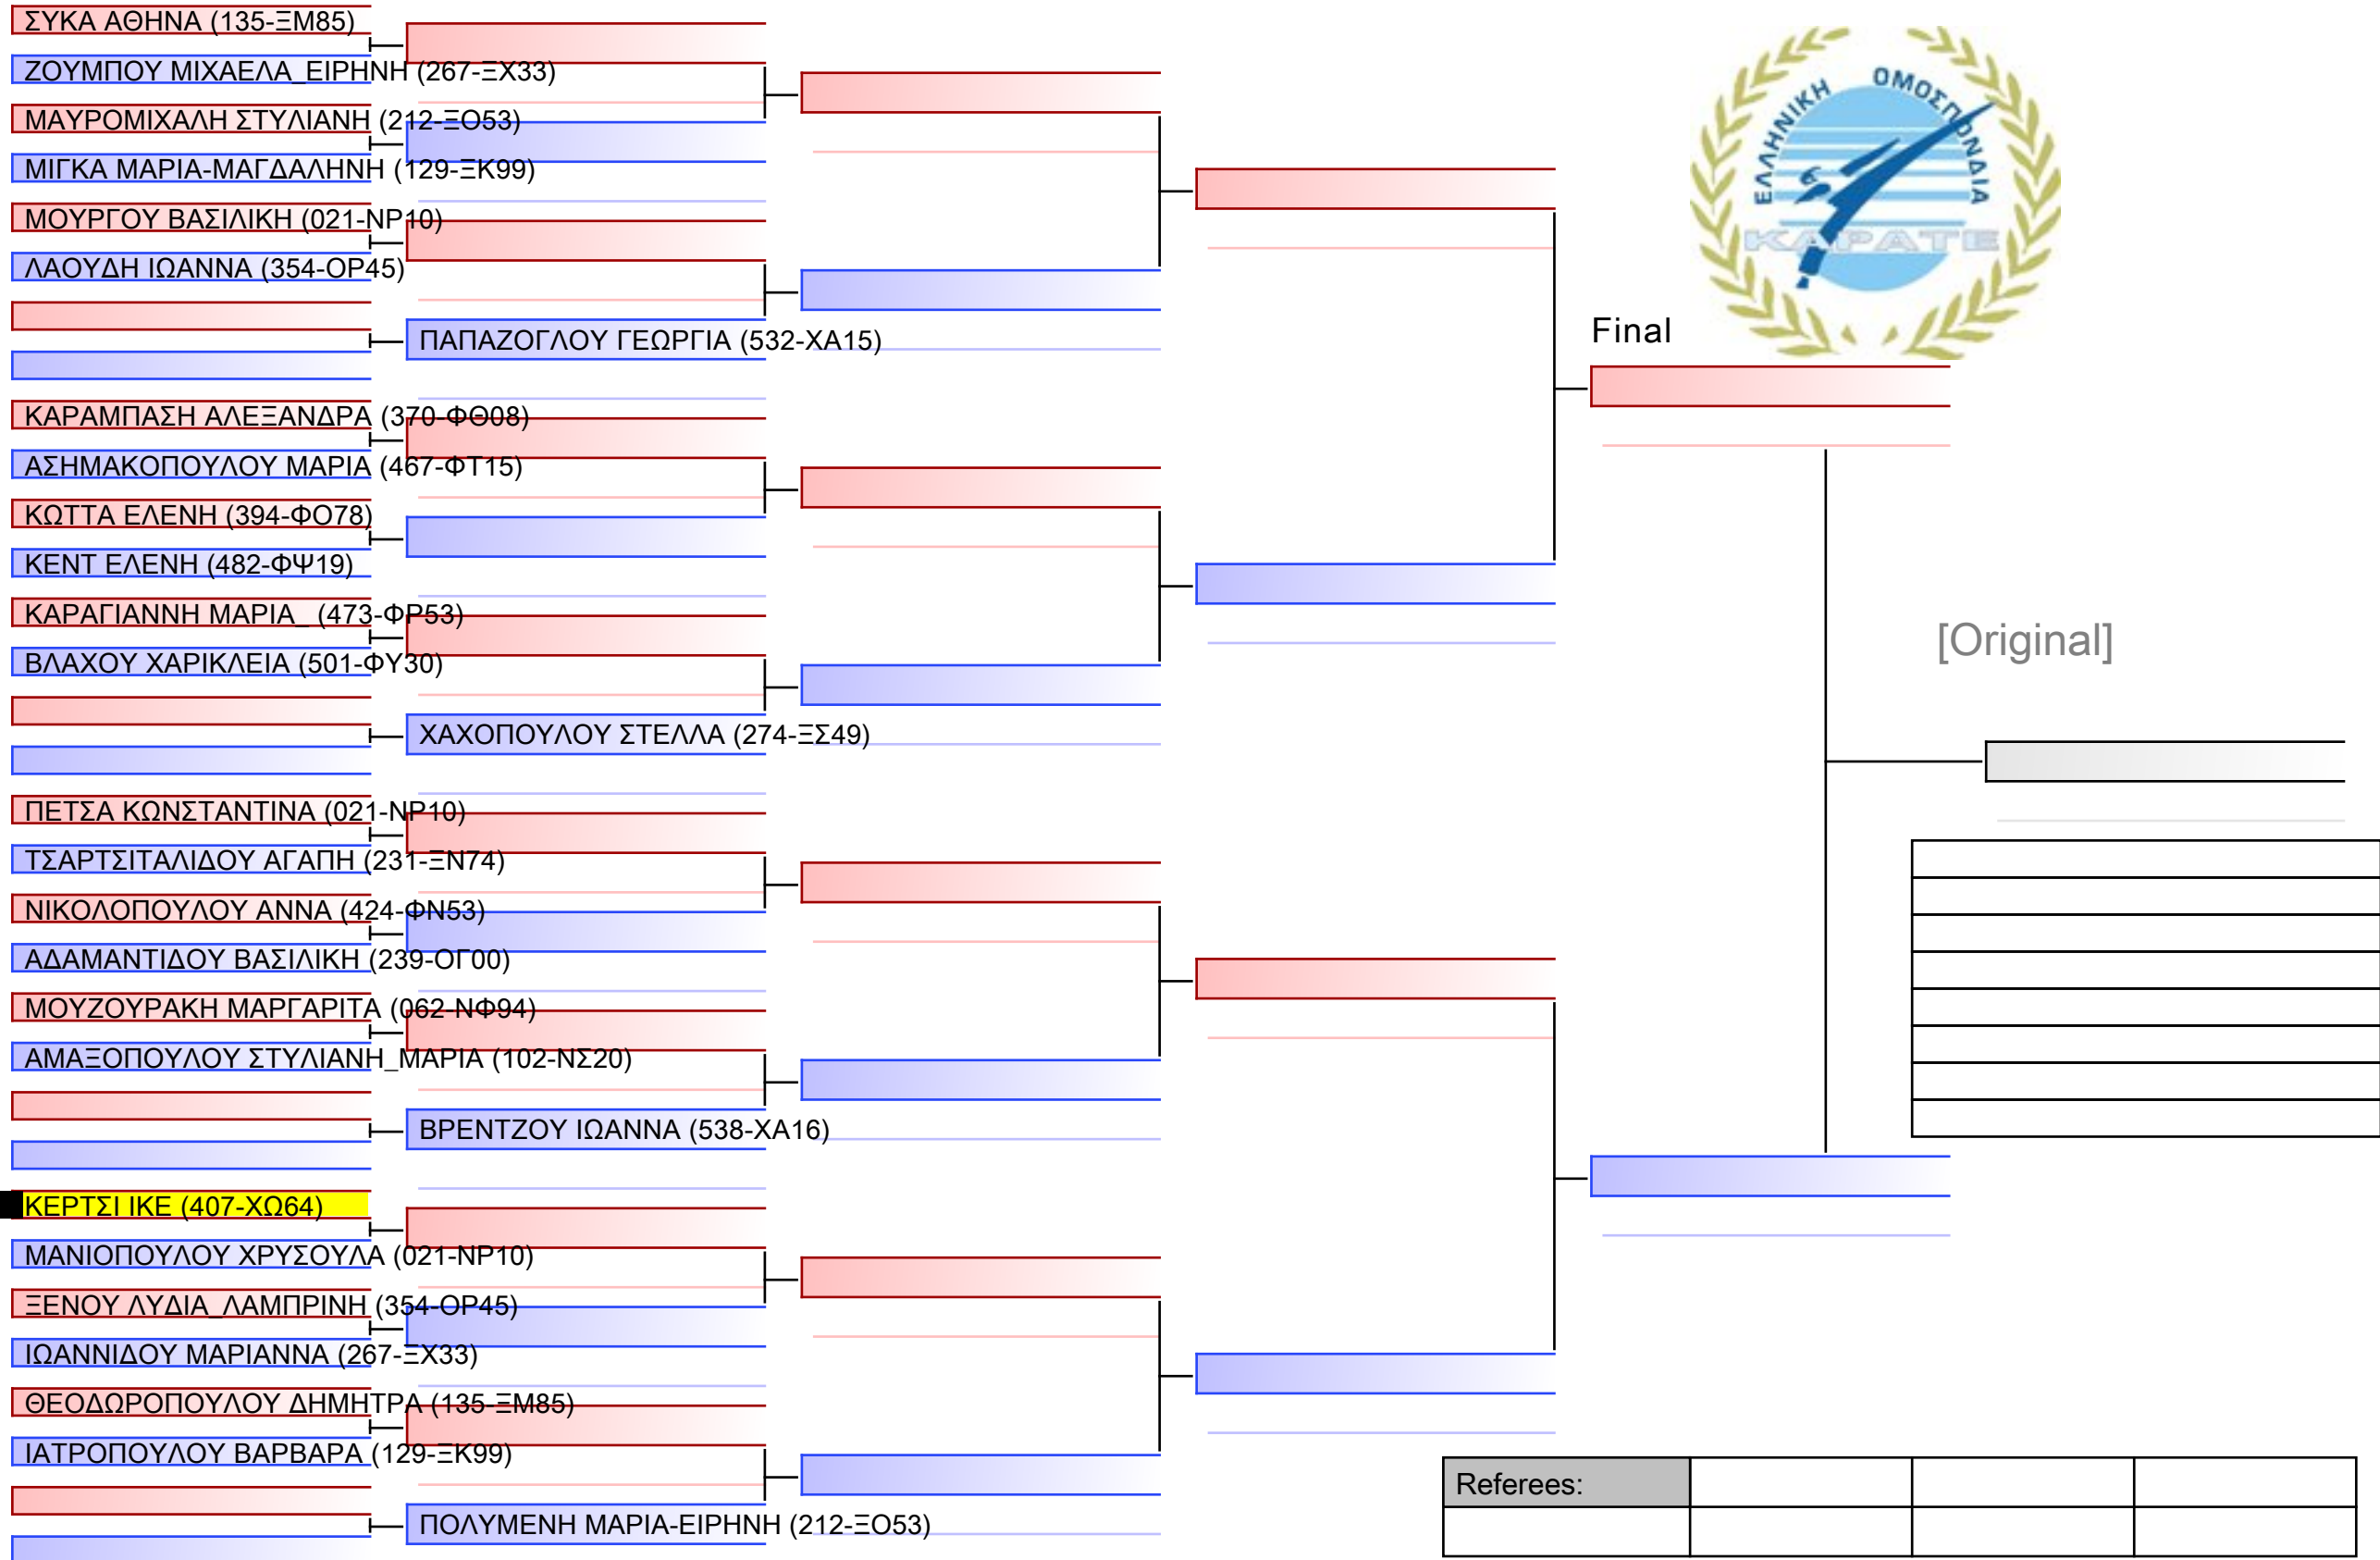 ΣΥΚΑ ΑΘΗΝΑ (135-ΞΜ85)
ΖΟΥΜΠΟΥ ΜΙΧΑΕΛΑ_ΕΙΡΗΝΗ (267-ΞΧ33)
ΜΑΥΡΟΜΙΧΑΛΗ ΣΤΥΛΙΑΝΗ (212-ΞΟ53)
ΜΙΓΚΑ ΜΑΡΙΑ-ΜΑΓΔΑΛΗΝΗ (129-ΞΚ99)
ΜΟΥΡΓΟΥ ΒΑΣΙΛΙΚΗ (021-ΝΡ10)
ΛΑΟΥΔΗ ΙΩΑΝΝΑ (354-ΟΡ45)
ΠΑΠΑΖΟΓΛΟΥ ΓΕΩΡΓΙΑ (532-ΧΑ15)
ΚΑΡΑΜΠΑΣΗ ΑΛΕΞΑΝΔΡΑ (370-ΦΘ08)
ΑΣΗΜΑΚΟΠΟΥΛΟΥ ΜΑΡΙΑ (467-ΦΤ15)
ΚΩΤΤΑ ΕΛΕΝΗ (394-ΦΟ78)
ΚΕΝΤ ΕΛΕΝΗ (482-ΦΨ19)
ΚΑΡΑΓΙΑΝΝΗ ΜΑΡΙΑ_ (473-ΦΡ53)
ΒΛΑΧΟΥ ΧΑΡΙΚΛΕΙΑ (501-ΦΥ30)
ΧΑΧΟΠΟΥΛΟΥ ΣΤΕΛΛΑ (274-ΞΣ49)
ΠΕΤΣΑ ΚΩΝΣΤΑΝΤΙΝΑ (021-ΝΡ10)
ΤΣΑΡΤΣΙΤΑΛΙΔΟΥ ΑΓΑΠΗ (231-ΞΝ74)
ΝΙΚΟΛΟΠΟΥΛΟΥ ΑΝΝΑ (424-ΦΝ53)
ΑΔΑΜΑΝΤΙΔΟΥ ΒΑΣΙΛΙΚΗ (239-ΟΓ00)
ΜΟΥΖΟΥΡΑΚΗ ΜΑΡΓΑΡΙΤΑ (062-ΝΦ94)
ΑΜΑΞΟΠΟΥΛΟΥ ΣΤΥΛΙΑΝΗ_ΜΑΡΙΑ (102-ΝΣ20)
ΒΡΕΝΤΖΟΥ ΙΩΑΝΝΑ (538-ΧΑ16)
ΚΕΡΤΣΙ ΙΚΕ (407-ΧΩ64)
ΜΑΝΙΟΠΟΥΛΟΥ ΧΡΥΣΟΥΛΑ (021-ΝΡ10)
ΞΕΝΟΥ ΛΥΔΙΑ_ΛΑΜΠΡΙΝΗ (354-ΟΡ45)
ΙΩΑΝΝΙΔΟΥ ΜΑΡΙΑΝΝΑ (267-ΞΧ33)
ΘΕΟΔΩΡΟΠΟΥΛΟΥ ΔΗΜΗΤΡΑ (135-ΞΜ85)
ΙΑΤΡΟΠΟΥΛΟΥ ΒΑΡΒΑΡΑ (129-ΞΚ99)
ΠΟΛΥΜΕΝΗ ΜΑΡΙΑ-ΕΙΡΗΝΗ (212-ΞΟ53)
ΕΛΛΗΝΙΚΗ ΟΜΟΣΠΟΝΔΙΑ
ΚΑΡΑΤΕ
Final
[Original]
Referees: